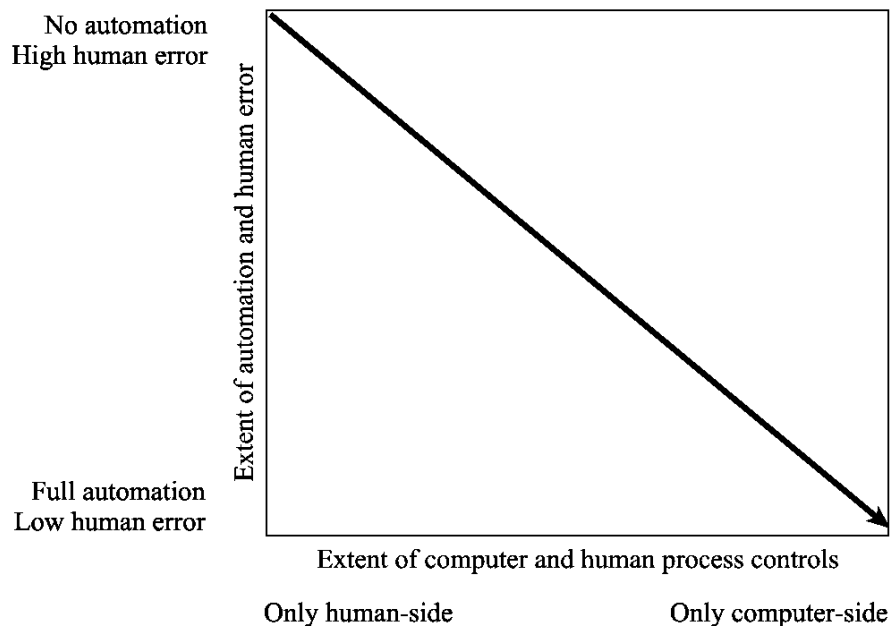 No automation
High human error
Extent of automation and human error
Full automation
Low human error
Extent of computer and human process controls
Only human-side
Only computer-side